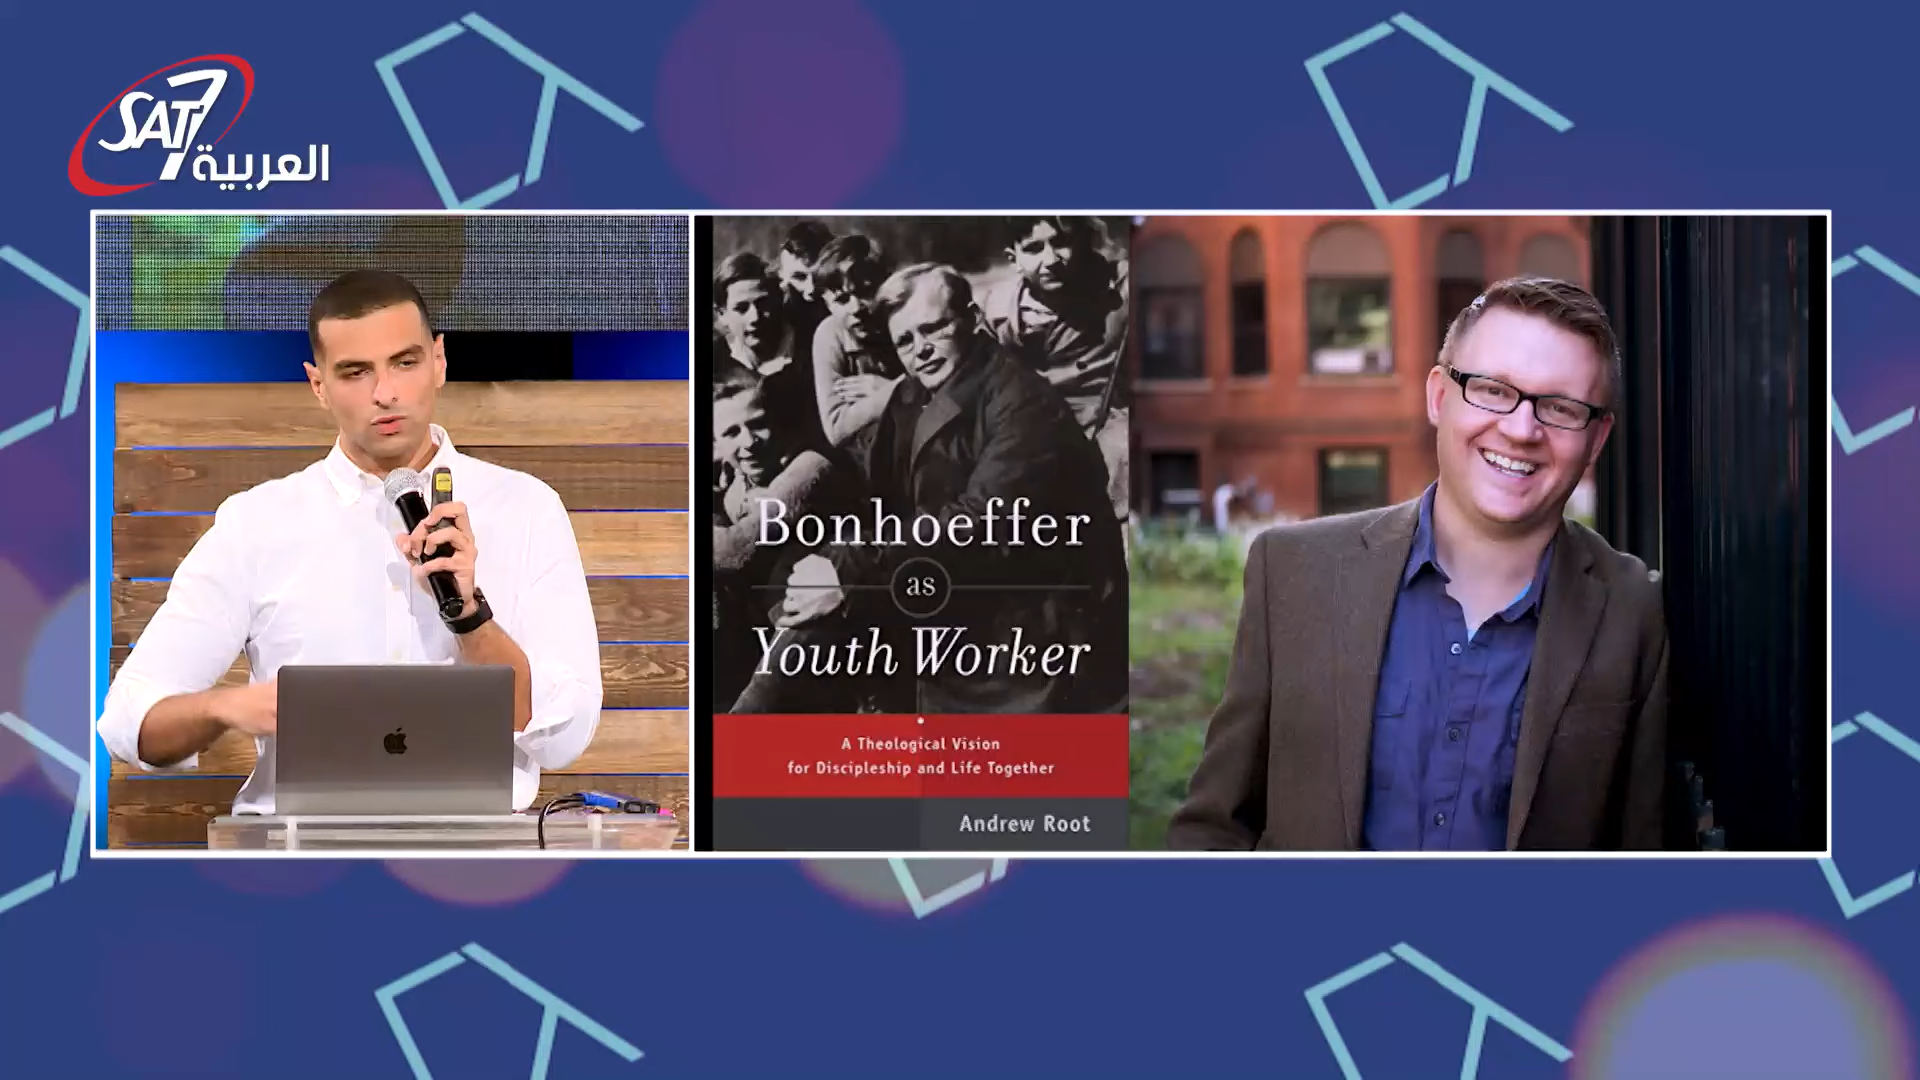 SAT7
العربية
Bonhoeffer
as
Youth Worker
A Theological Vision
for Discipleship and Life Together
Andrew Root